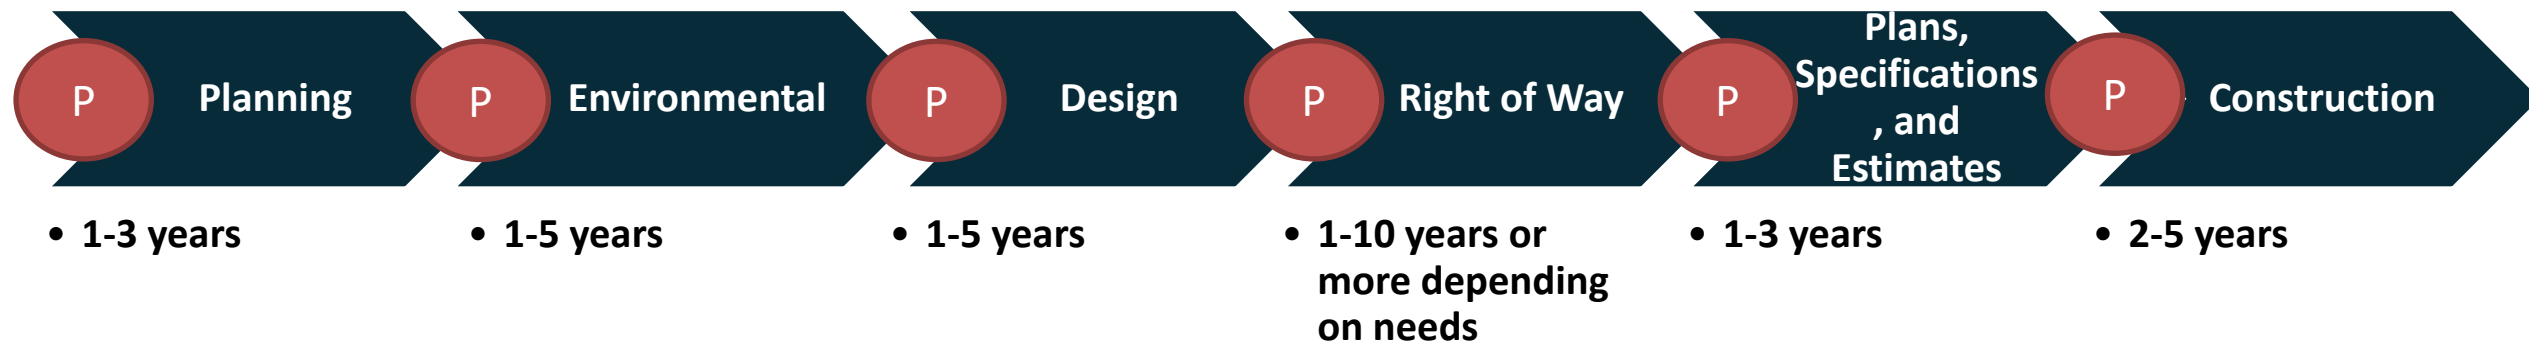 P
Planning
• 1-3 years
P
Environmental
• 1-5 years
P
Design
• 1-5 years
P
Right of Way
• 1-10 years or
more depending
on needs
P
Plans,
Specifications
, and
Estimates
• 1-3 years
P
Construction
• 2-5 years